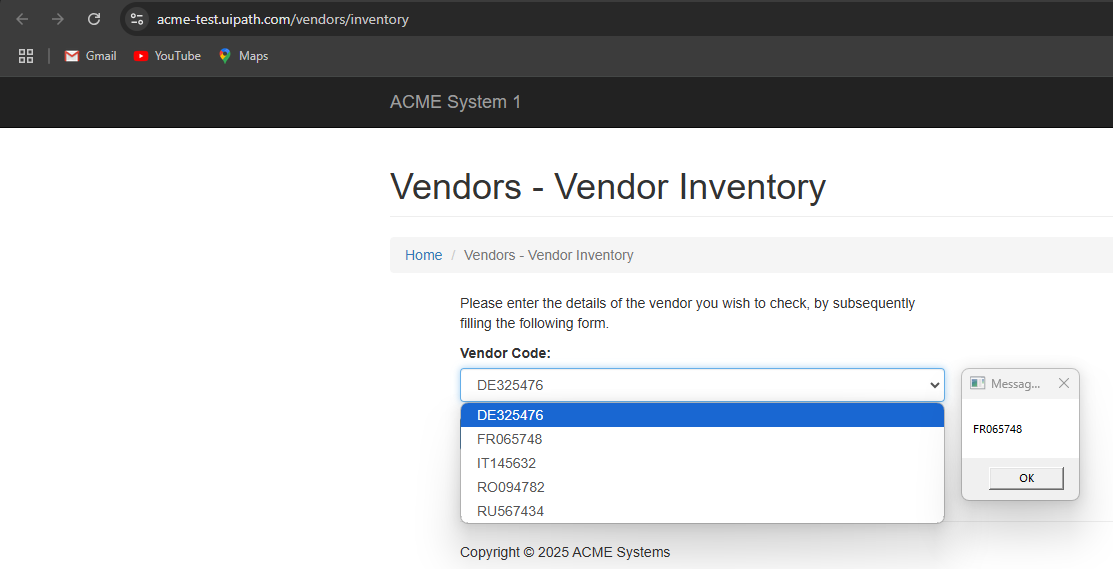 acme-test.uipath.com/vendors/inventory
Gmail YouTube Maps
ACME System 1
Vendors - Vendor Inventory
Home / Vendors - Vendor Inventory
Please enter the details of the vendor you wish to check, by subsequently
filling the following form.
Vendor Code:
DE325476
DE325476
FR065748
IT145632
RO094782
RU567434
Messag...
FR065748
OK
Copyright © 2025 ACME Systems